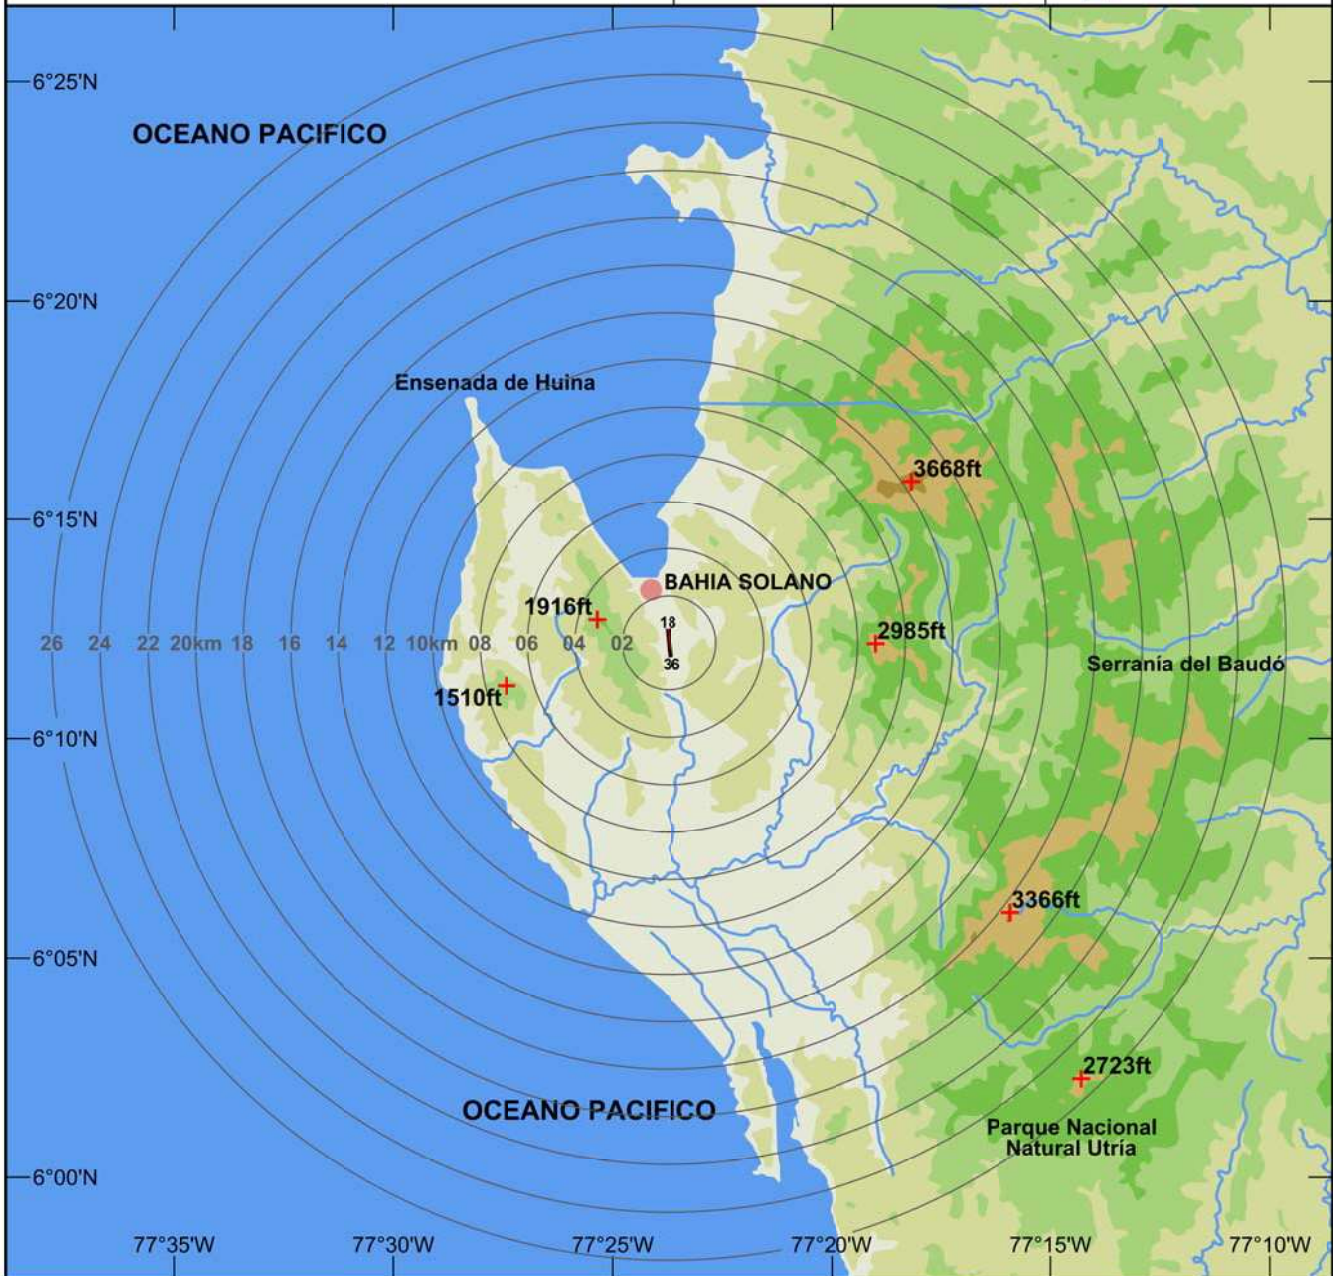 6°25'N
OCEANO PACIFICO
6°20'N
Ensenada de Huina
3668ft
6°15'N
BAHIA SOLANO
1916ft
18
2985ft
26 24 22 20km 18 16 14 12 10km 08 06 04 02
36
Serranía del Baudó
1510ft
6°10'N
3366ft
6°05'N
2723ft
OCEANO PACIFICO
Parque Nacional
Natural Utría
6°00'N
77°35'W 77°30'W 77°25'W 77°20'W 77°15'W 77°10'W